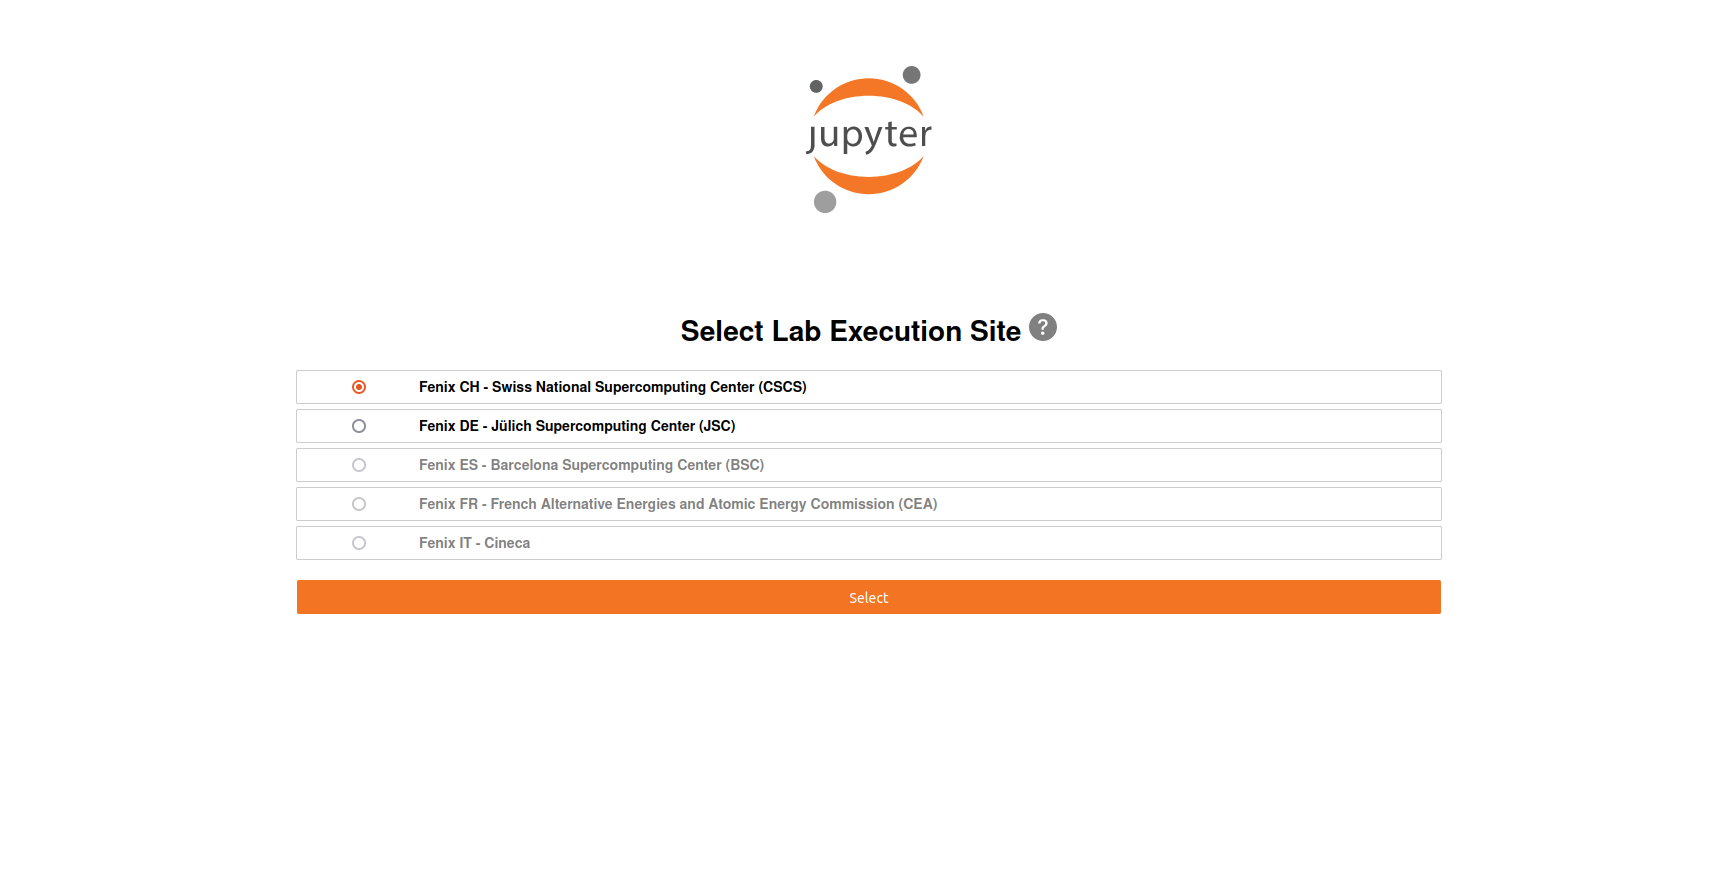 jupyter
Select Lab Execution Site ?
Fenix CH - Swiss National Supercomputing Center (CSCS)
Fenix DE - Jülich Supercomputing Center (JSC)
Fenix ES - Barcelona Supercomputing Center (BSC)
Fenix FR - French Alternative Energies and Atomic Energy Commission (CEA)
Fenix IT - Cineca
Select